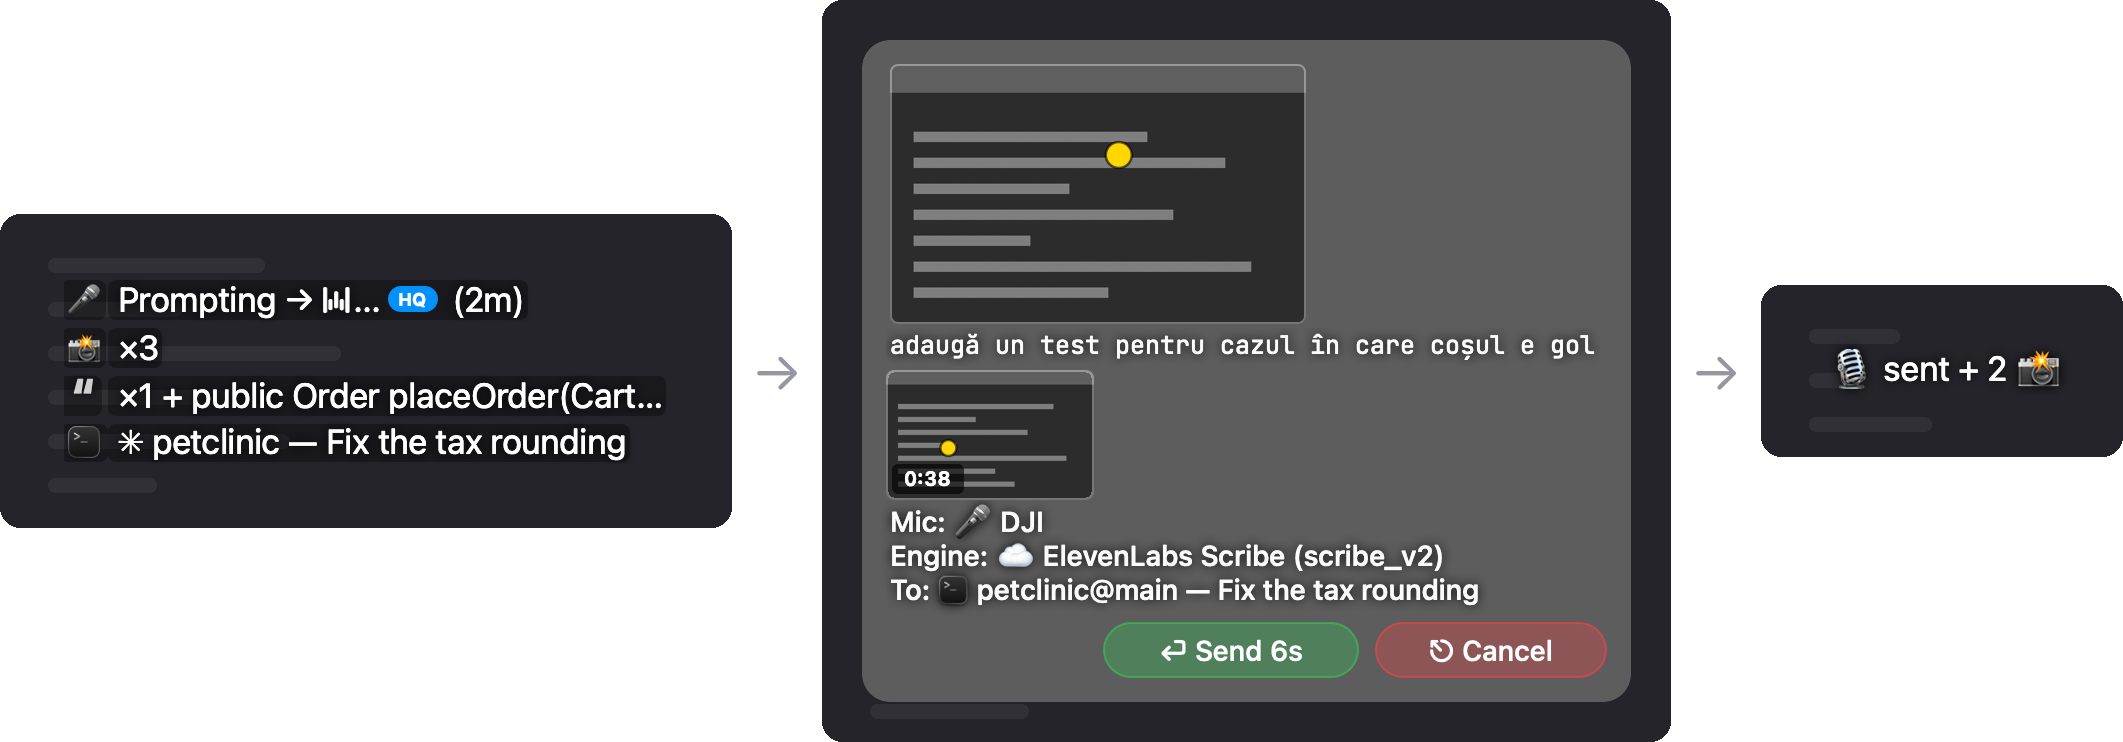 Prompting → ... HQ (2m)
×3
" ×1 + public Order placeOrder(Cart...
>_ ✳ petclinic — Fix the tax rounding
adaugă un test pentru cazul în care coșul e gol
0:38
Mic: DJI
Engine: ElevenLabs Scribe (scribe_v2)
To: >_ petclinic@main — Fix the tax rounding
Send 6s
Cancel
sent + 2